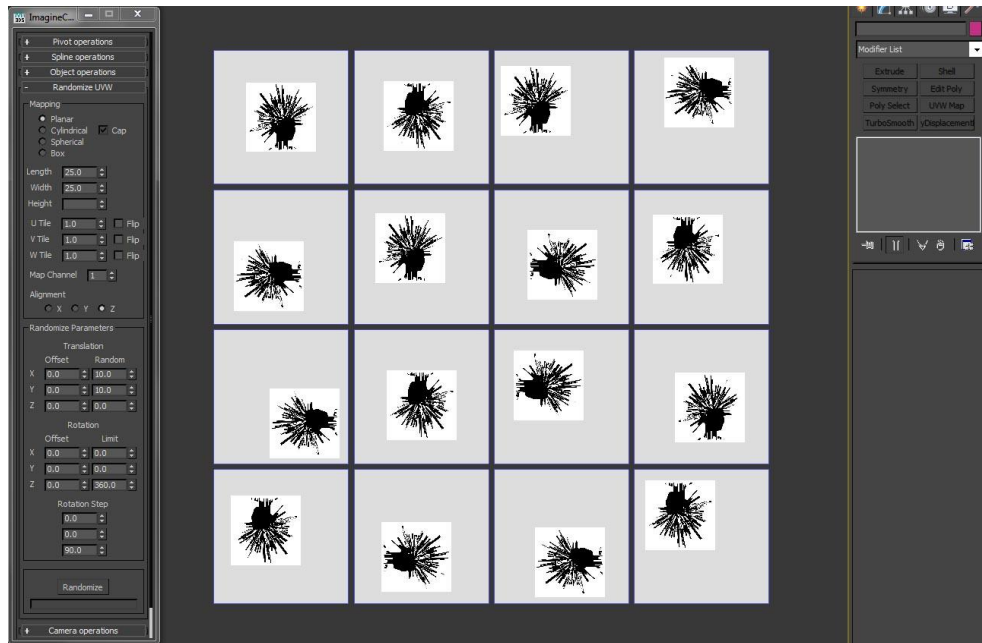 ImagineC...
+ Pivot operations
+ Spline operations
+ Object operations
- Randomize UVW
Mapping
Planar
Cylindrical Cap
Spherical
Box
Length 25.0
Width 25.0
Height
U Tile 1.0 Flip
V Tile 1.0 Flip
W Tile 1.0 Flip
Map Channel 1
Alignment
X Y Z
Randomize Parameters
Translation
Offset Random
X 0.0 10.0
Y 0.0 10.0
Z 0.0 0.0
Rotation
Offset Limit
X 0.0 0.0
Y 0.0 0.0
Z 0.0 360.0
Rotation Step
0.0
0.0
90.0
Randomize
+ Camera operations
Modifier List
Extrude Shell
Symmetry Edit Poly
Poly Select UVW Map
TurboSmooth yDisplacementM